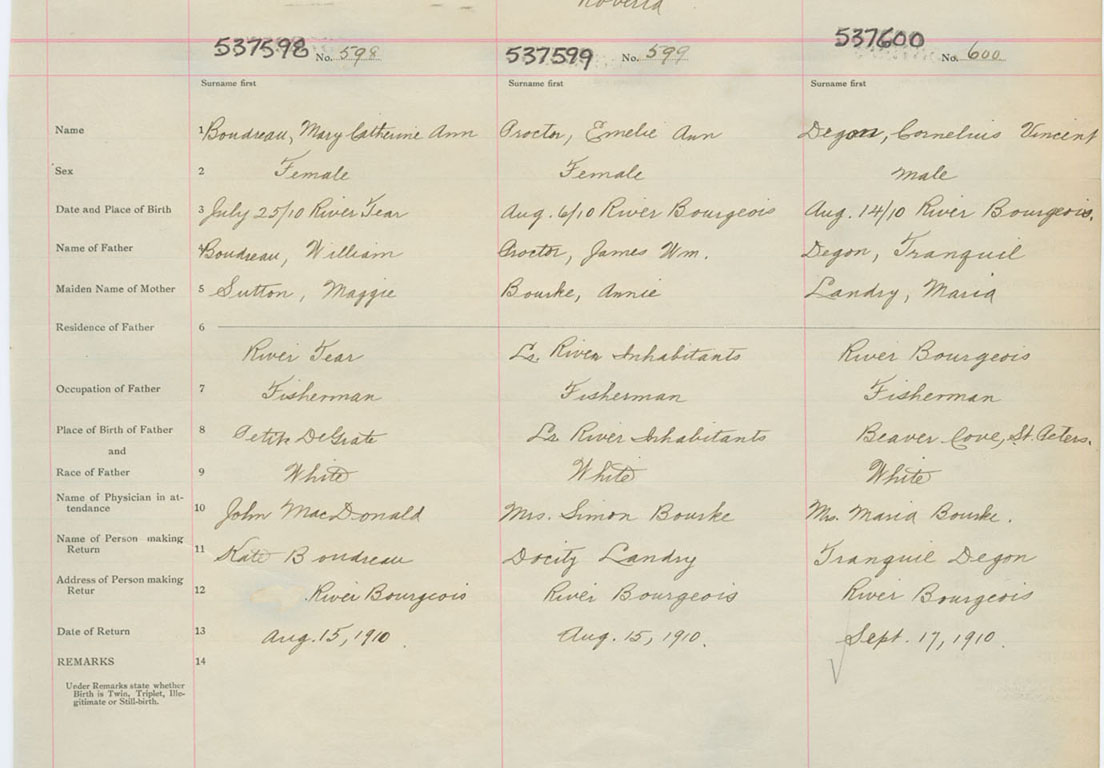 Roberta
537598 No. 598 537599 No. 599 537600 No. 600
Surname first Surname first Surname first
Name 1 Boudreau, Mary Catherine Ann Proctor, Emelie Ann Degon, Cornelius Vincent
Sex 2 Female Female male
Date and Place of Birth 3 July 25/10 River Tear Aug. 6/10 River Bourgeois Aug. 14/10 River Bourgeois.
Name of Father 4 Boudreau, William Proctor, James Wm. Degon, Tranquil
Maiden Name of Mother 5 Sutton, Maggie Bourke, Annie Landry, Maria
Residence of Father 6
River Tear Lr. River Inhabitants River Bourgeois
Occupation of Father 7 Fisherman Fisherman Fisherman
Place of Birth of Father 8 Petit DeGrate Lr River Inhabitants Beaver Cove, St. Peters.
and
Race of Father 9 White White White
Name of Physician in at-
tendance 10 John MacDonald Mrs. Simon Bourke Mrs. Maria Bourke.
Name of Person making
Return 11 Kate Boudreau Docity Landry Tranquil Degon
Address of Person making
Retur 12 River Bourgeois River Bourgeois River Bourgeois
Date of Return 13 Aug. 15, 1910. Aug. 15, 1910. Sept. 17, 1910.
REMARKS 14
Under Remarks state whether
Birth is Twin, Triplet, Ille-
gitimate or Still-birth.